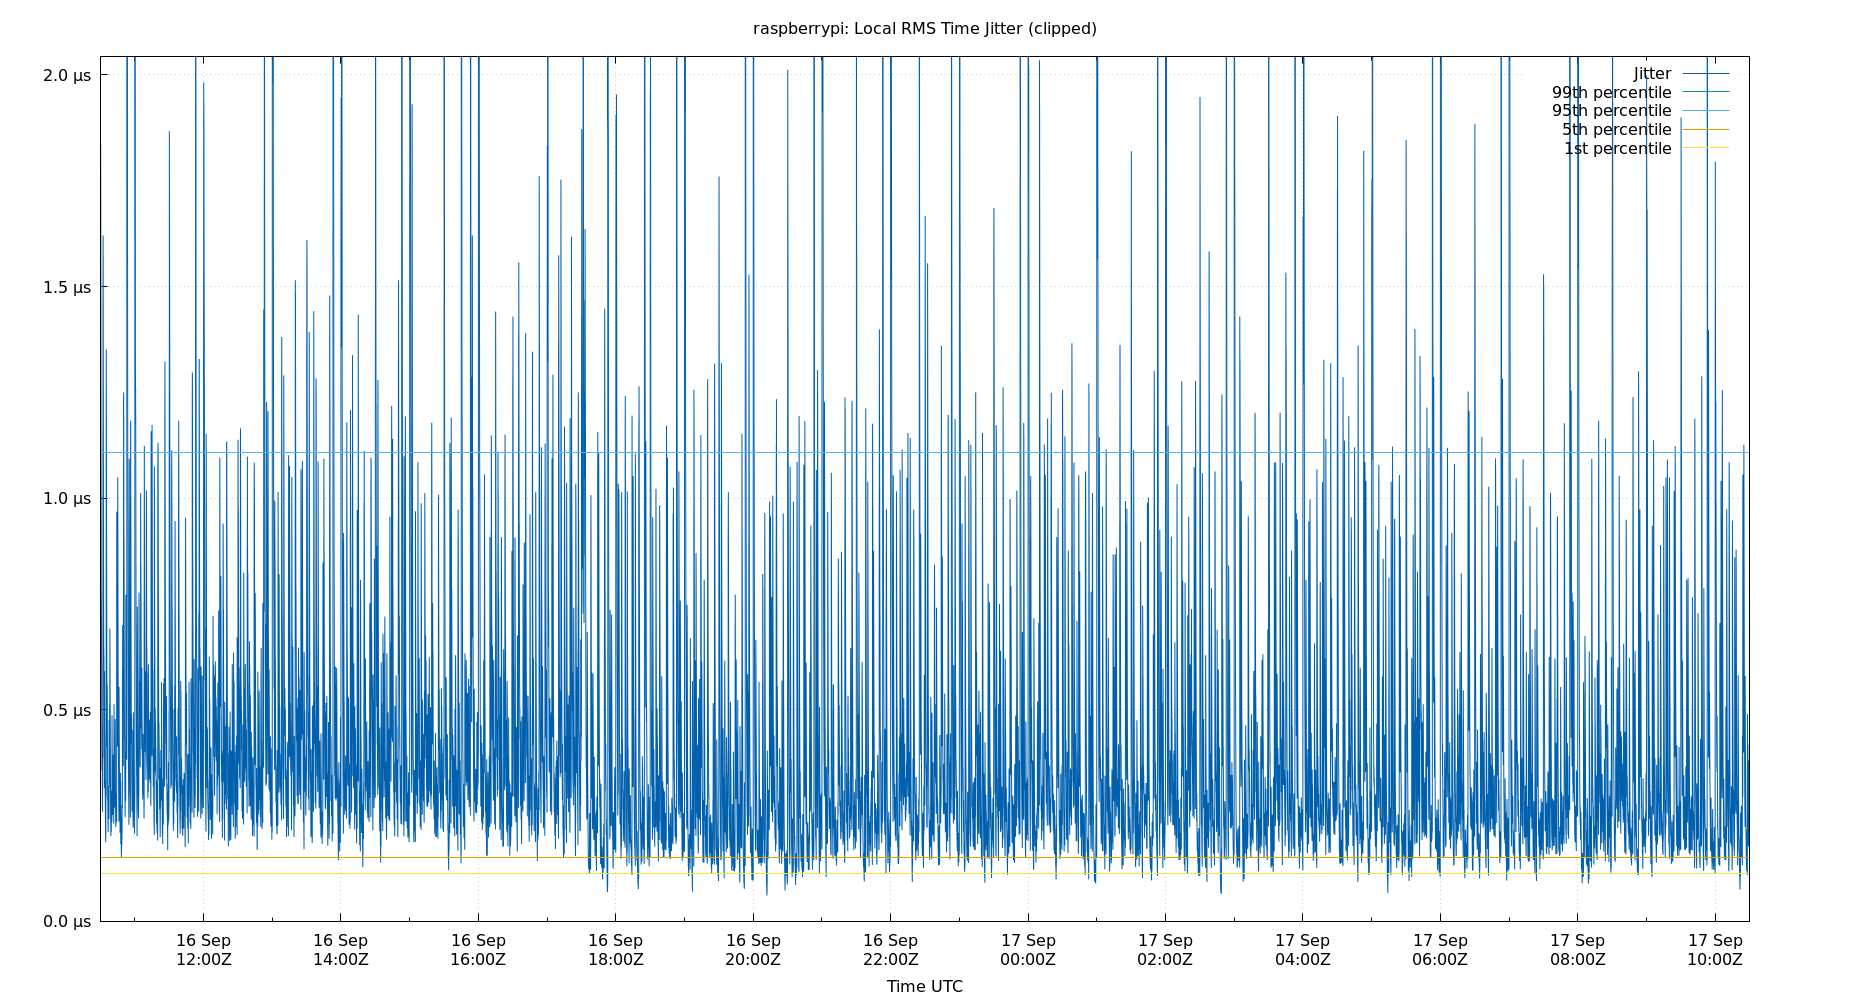 raspberrypi: Local RMS Time Jitter (clipped)
2.0 µs
1.5 µs
1.0 µs
0.5 µs
0.0 µs
Jitter
99th percentile
95th percentile
5th percentile
1st percentile
16 Sep 16 Sep 16 Sep 16 Sep 16 Sep 16 Sep 17 Sep 17 Sep 17 Sep 17 Sep 17 Sep 17 Sep
12:00Z 14:00Z 16:00Z 18:00Z 20:00Z 22:00Z 00:00Z 02:00Z 04:00Z 06:00Z 08:00Z 10:00Z
Time UTC